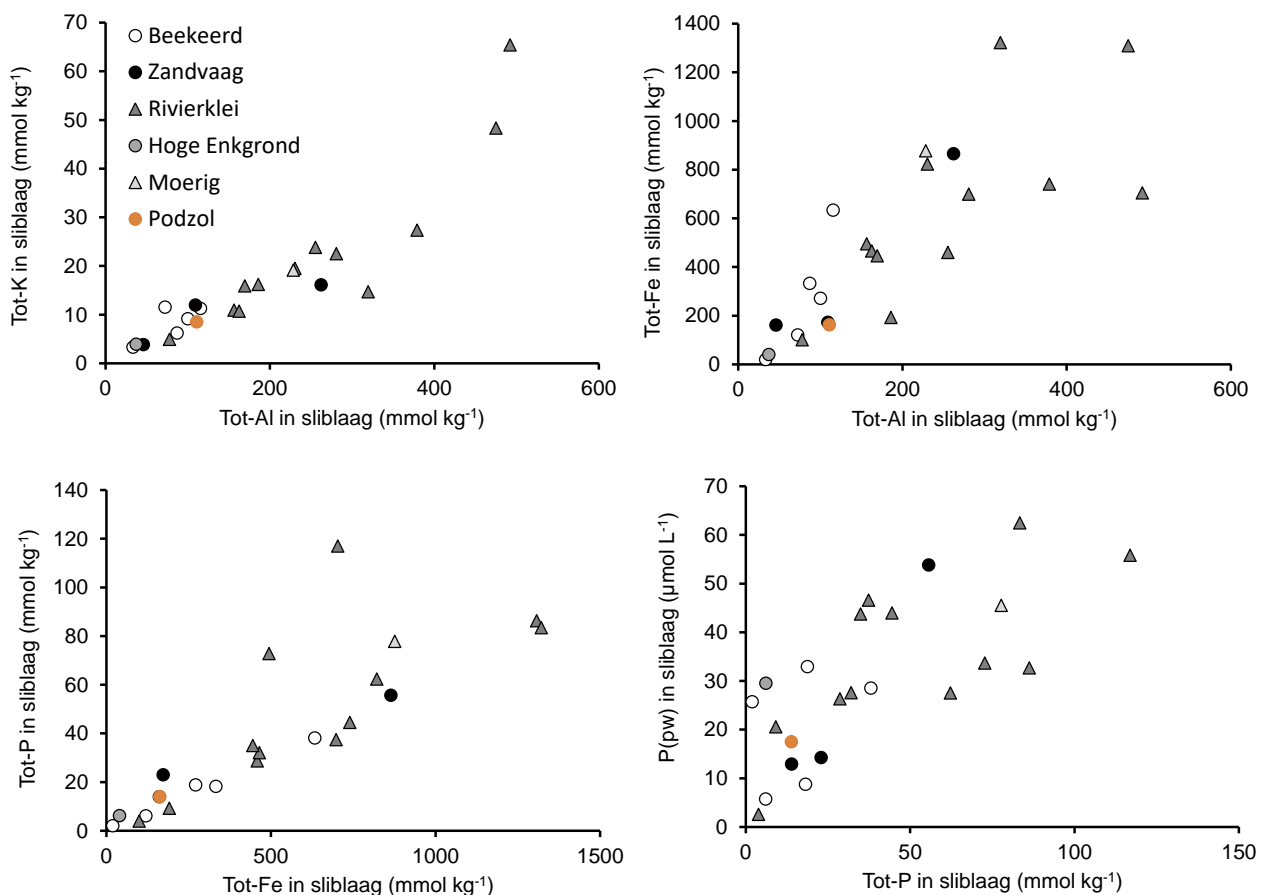 Tot-K in sliblaag (mmol kg⁻¹)
70
60
50
40
30
20
10
0
Beekeerd
Zandvaag
Rivierklei
Hoge Enkgrond
Moerig
Podzol
0 200 400 600
Tot-Al in sliblaag (mmol kg⁻¹)
Tot-Fe in sliblaag (mmol kg⁻¹)
1400
1200
1000
800
600
400
200
0
0 200 400 600
Tot-Al in sliblaag (mmol kg⁻¹)
Tot-P in sliblaag (mmol kg⁻¹)
140
120
100
80
60
40
20
0
0 500 1000 1500
Tot-Fe in sliblaag (mmol kg⁻¹)
P(pw) in sliblaag (µmol L⁻¹)
70
60
50
40
30
20
10
0
0 50 100 150
Tot-P in sliblaag (mmol kg⁻¹)